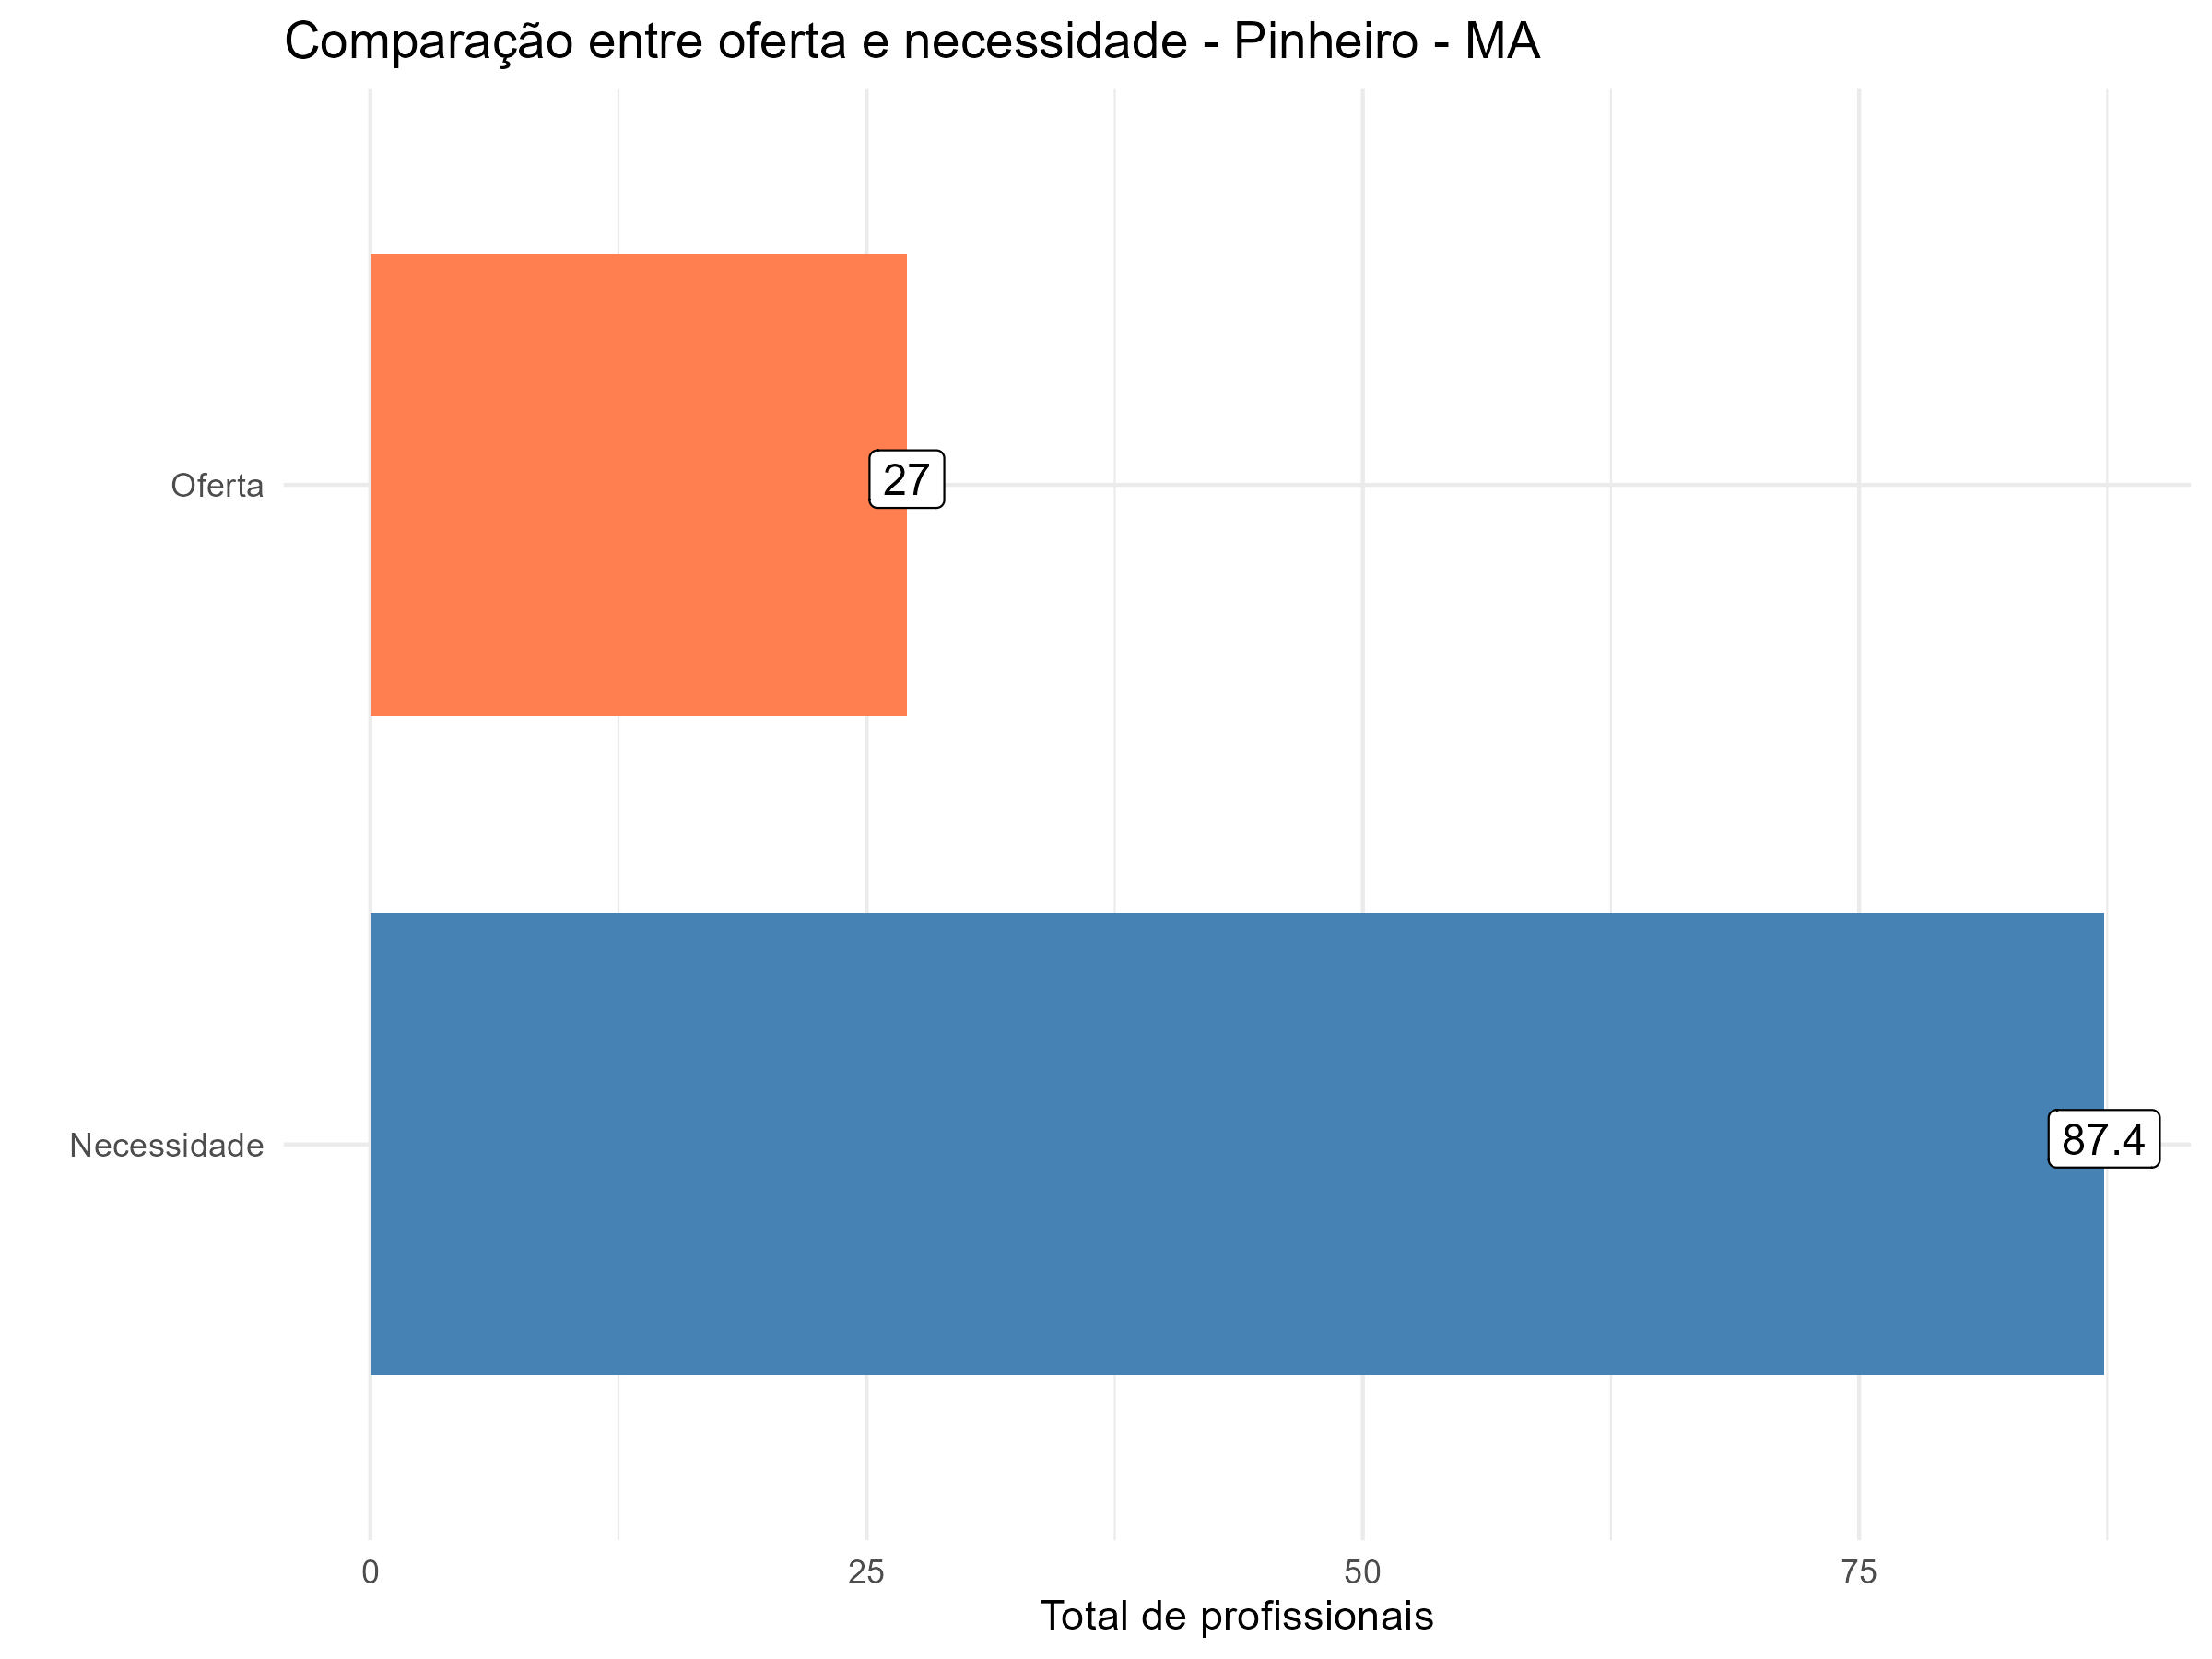 Comparação entre oferta e necessidade - Pinheiro - MA
Oferta
27
Necessidade
87.4
0 25 50 75
Total de profissionais